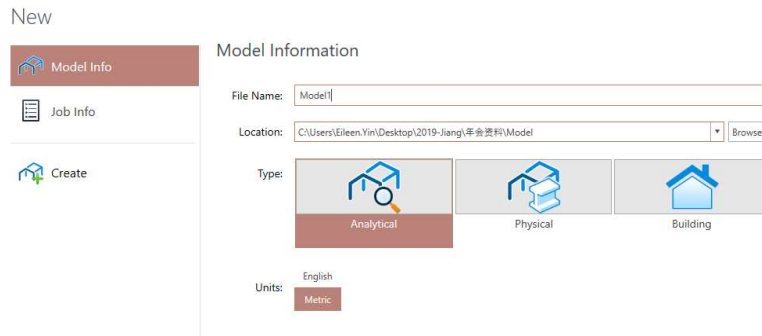 New
Model Info
Job Info
Create
Model Information
File Name: Model1
Location: C:\Users\Eileen.Yin\Desktop\2019-Jiang\年会资料\Model Browse
Type:
Analytical Physical Building
Units:
English
Metric